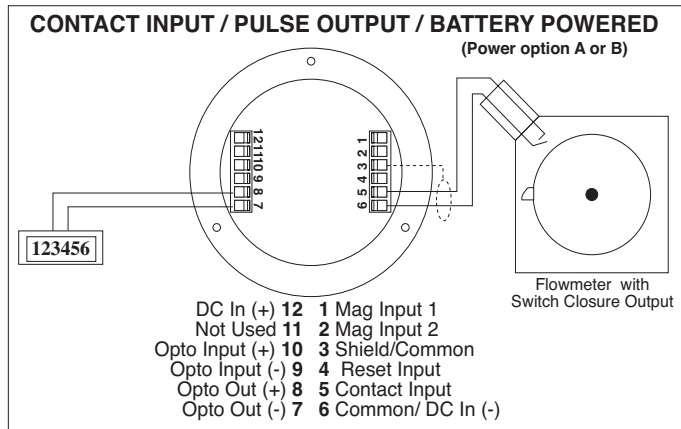 CONTACT INPUT / PULSE OUTPUT / BATTERY POWERED
(Power option A or B)
12
11
10
9
8
7
1
2
3
4
5
6
123456
Flowmeter with
Switch Closure Output
DC In (+) 12 1 Mag Input 1
Not Used 11 2 Mag Input 2
Opto Input (+) 10 3 Shield/Common
Opto Input (-) 9 4 Reset Input
Opto Out (+) 8 5 Contact Input
Opto Out (-) 7 6 Common/ DC In (-)